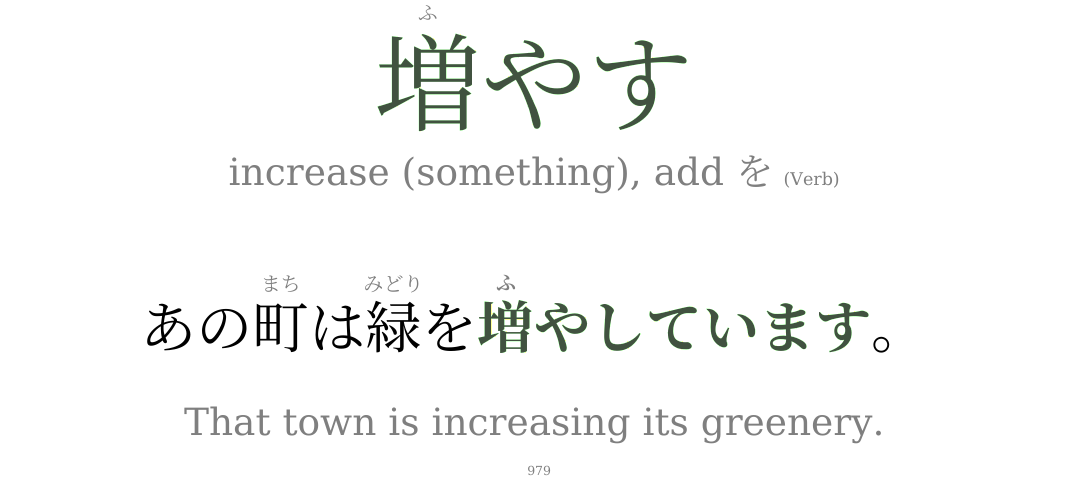 ふ
増やす
increase (something), add を (Verb)
まち みどり ふ
あの町は緑を増やしています。
That town is increasing its greenery.
979